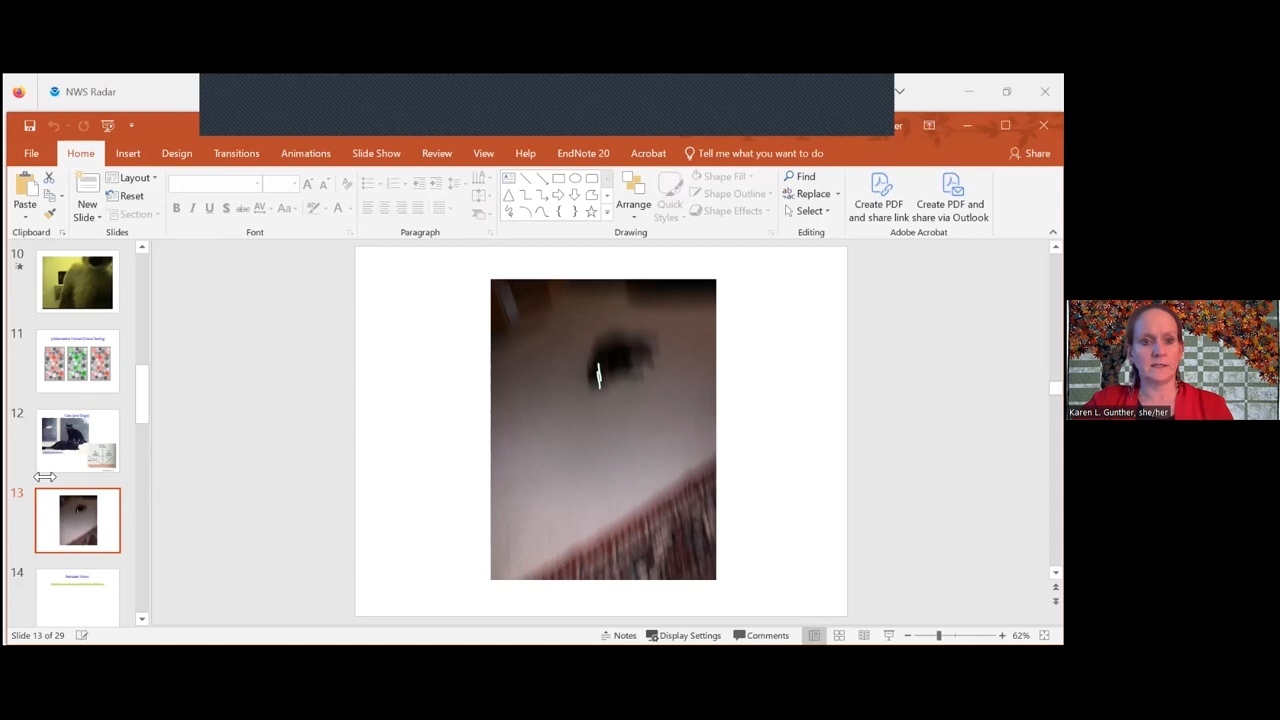 NWS Radar
er
File Home Insert Design Transitions Animations Slide Show Review View Help EndNote 20 Acrobat Tell me what you want to do Share
Paste New Slide Layout Reset Section
Find Replace Select
Arrange Quick Styles Shape Fill Shape Outline Shape Effects
Create PDF and share link Create PDF and share via Outlook
Clipboard Slides Font Paragraph Drawing Editing Adobe Acrobat
10
11
12
Cats (and Dogs)
13
14
Karen L. Gunther, she/her
Slide 13 of 29 Notes Display Settings Comments 62%